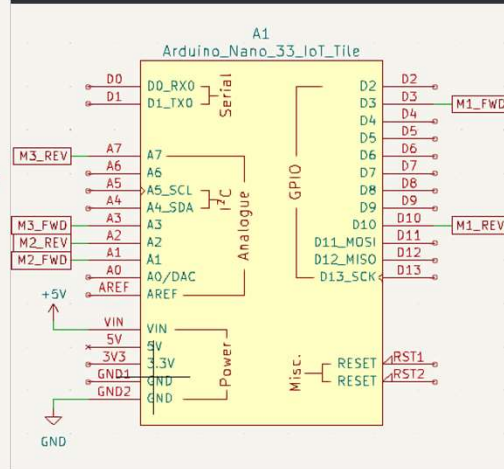 A1
Arduino_Nano_33_IoT_Tile
D0 D0_RX0
D1 D1_TX0
Serial
M3_REV A7 A7
A6 A6
A5 A5_SCL
A4 A4_SDA
I²C
M3_FWD A3 A3
M2_REV A2 A2
M2_FWD A1 A1
A0 A0/DAC
AREF AREF
Analogue
+5V
VIN VIN
5V 5V
3V3 3.3V
GND1 GND
GND2 GND
Power
GND
D2 D2
D3 D3 M1_FWD
D4 D4
D5 D5
D6 D6
D7 D7
D8 D8
D9 D9
D10 D10 M1_REV
D11_MOSI D11
D12_MISO D12
D13_SCK D13
GPIO
Misc.
RESET RST1
RESET RST2